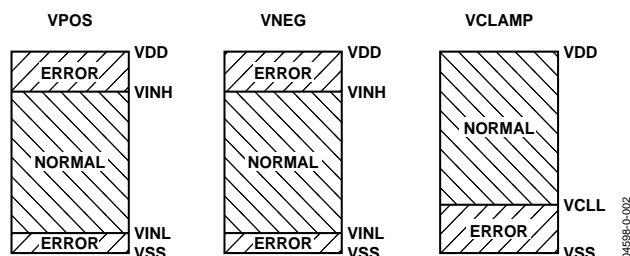 VPOS VNEG VCLAMP
VDD VDD VDD
ERROR ERROR
VINH VINH
NORMAL NORMAL NORMAL
VCLL
VINL VINL
ERROR ERROR ERROR
VSS VSS VSS
04598-0-002